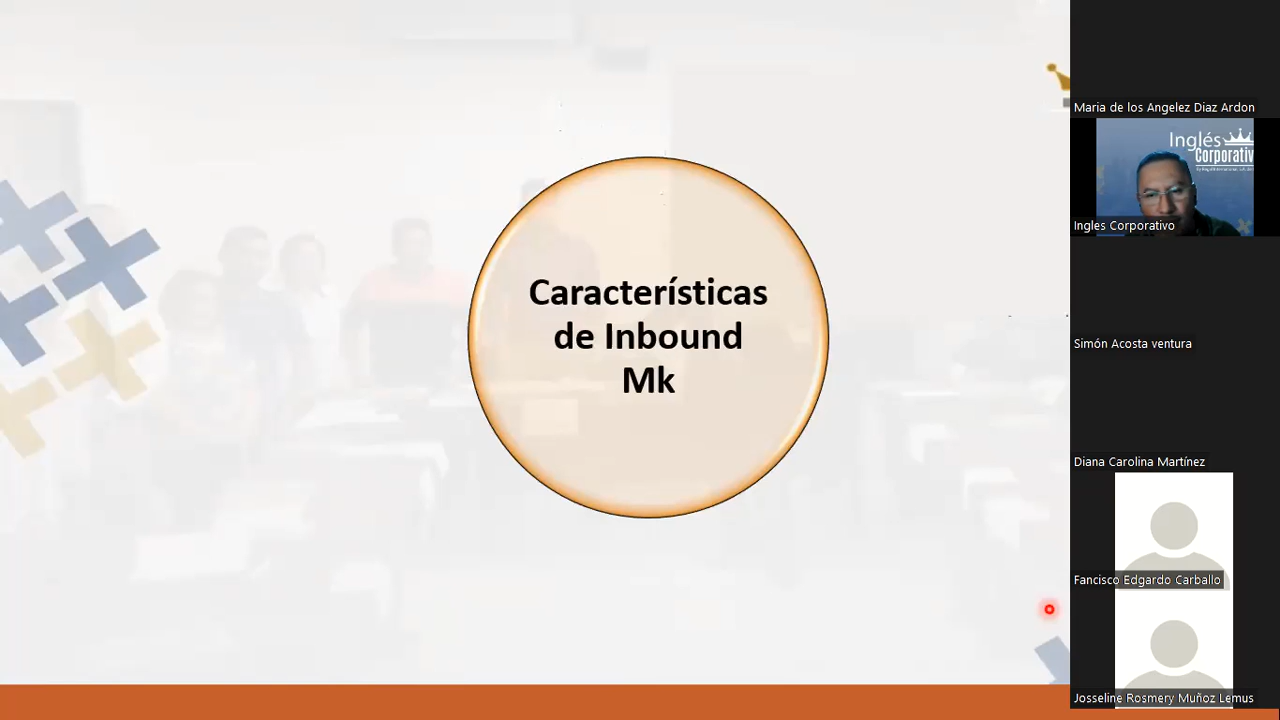 Características
de Inbound
Mk
Maria de los Angelez Diaz Ardon
Inglés
Corporativ
Ingles Corporativo
Simón Acosta ventura
Diana Carolina Martínez
Fancisco Edgardo Carballo
Josseline Rosmery Muñoz Lemus